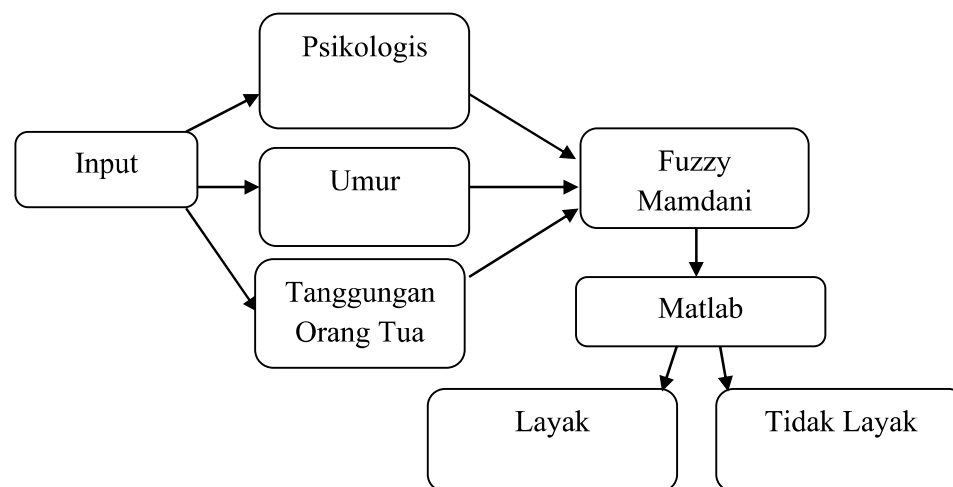 Psikologis
Input
Umur
Tanggungan
Orang Tua
Fuzzy
Mamdani
Matlab
Layak
Tidak Layak